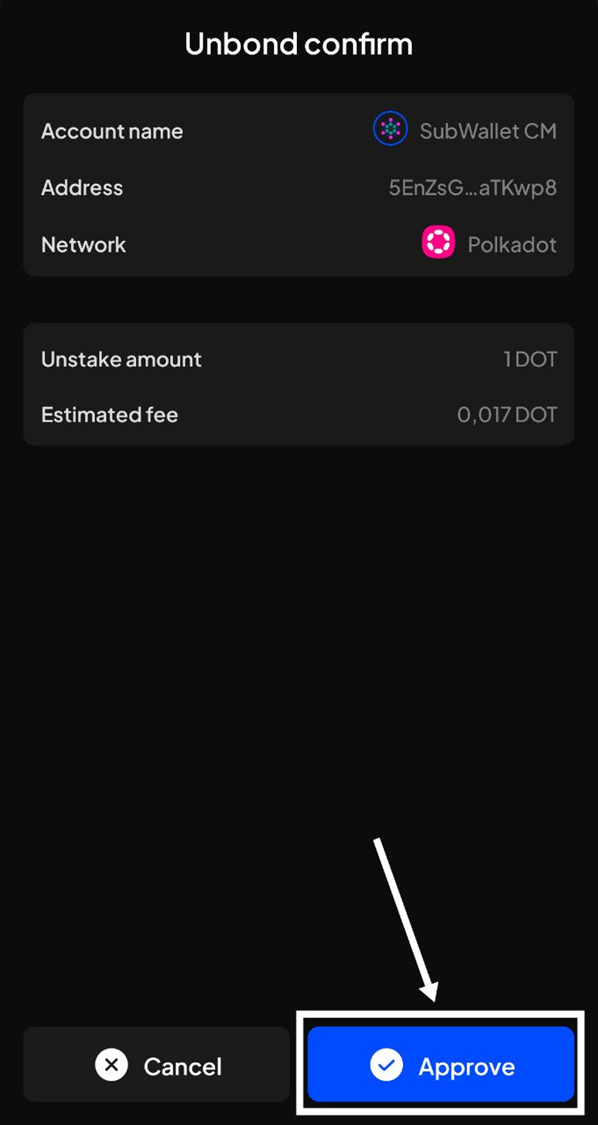 Unbond confirm
Account name SubWallet CM
Address 5EnZsG...aTKwp8
Network Polkadot
Unstake amount 1 DOT
Estimated fee 0,017 DOT
Cancel Approve